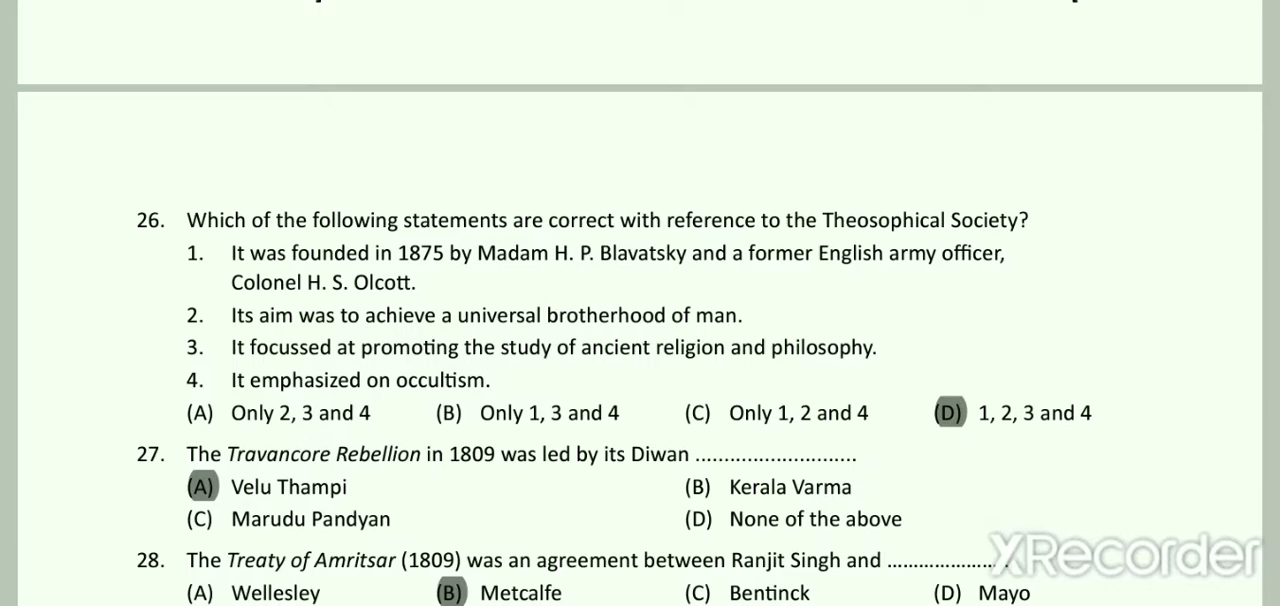 26. Which of the following statements are correct with reference to the Theosophical Society?
1. It was founded in 1875 by Madam H. P. Blavatsky and a former English army officer,
Colonel H. S. Olcott.
2. Its aim was to achieve a universal brotherhood of man.
3. It focussed at promoting the study of ancient religion and philosophy.
4. It emphasized on occultism.
(A) Only 2, 3 and 4 (B) Only 1, 3 and 4 (C) Only 1, 2 and 4 (D) 1, 2, 3 and 4
27. The Travancore Rebellion in 1809 was led by its Diwan ............................
(A) Velu Thampi (B) Kerala Varma
(C) Marudu Pandyan (D) None of the above
28. The Treaty of Amritsar (1809) was an agreement between Ranjit Singh and .....................
(A) Wellesley (B) Metcalfe (C) Bentinck (D) Mayo
XRecorder